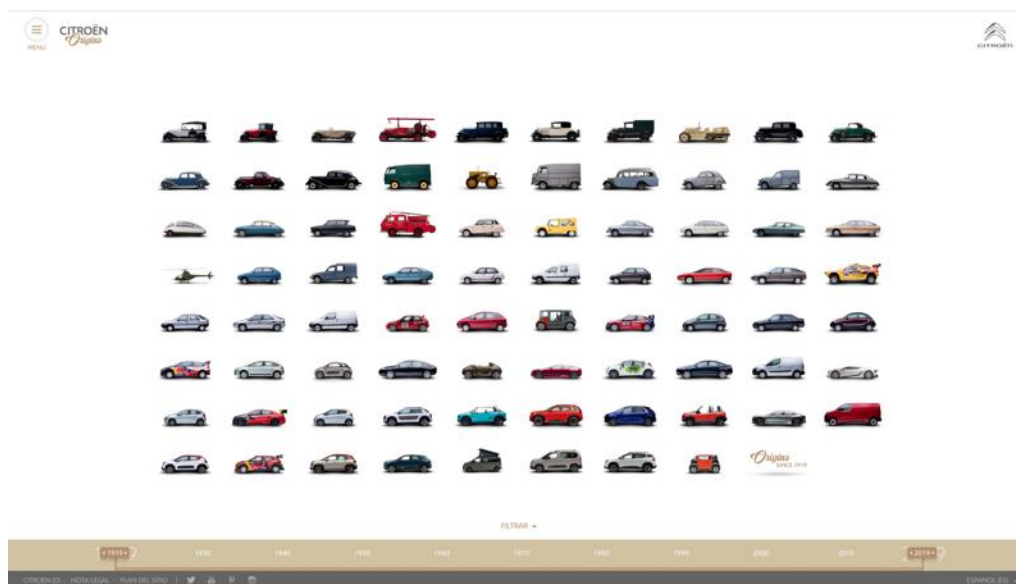 MENU
CITROËN
Origins
CITROËN
Origins
SINCE 1919
FILTRAR
1919 1930 1940 1950 1960 1970 1980 1990 2000 2010 2019
CITROËN.ES NOTA LEGAL PLAN DEL SITIO ESPAÑOL (ES)